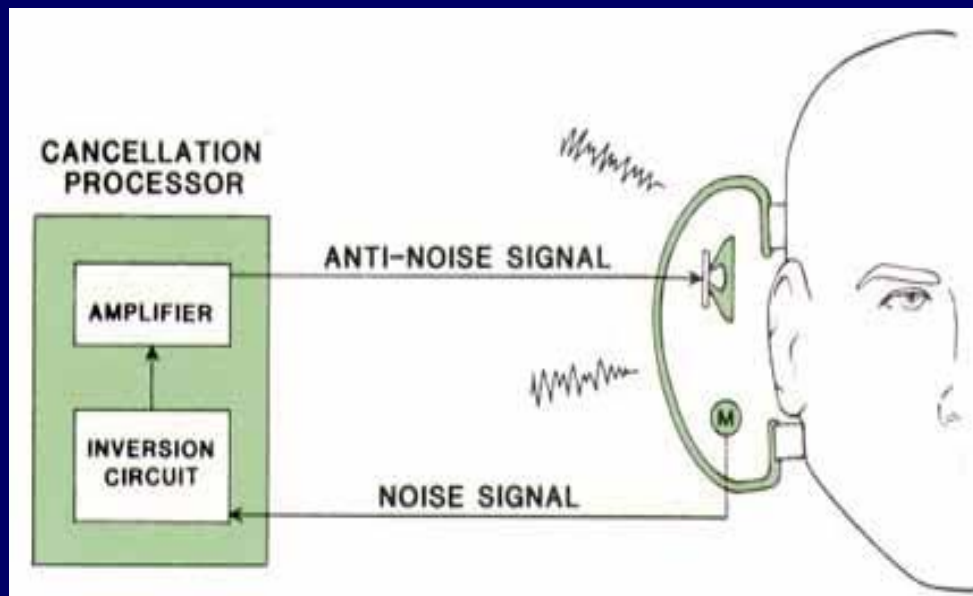 CANCELLATION
PROCESSOR
ANTI-NOISE SIGNAL
AMPLIFIER
M
INVERSION
CIRCUIT
NOISE SIGNAL